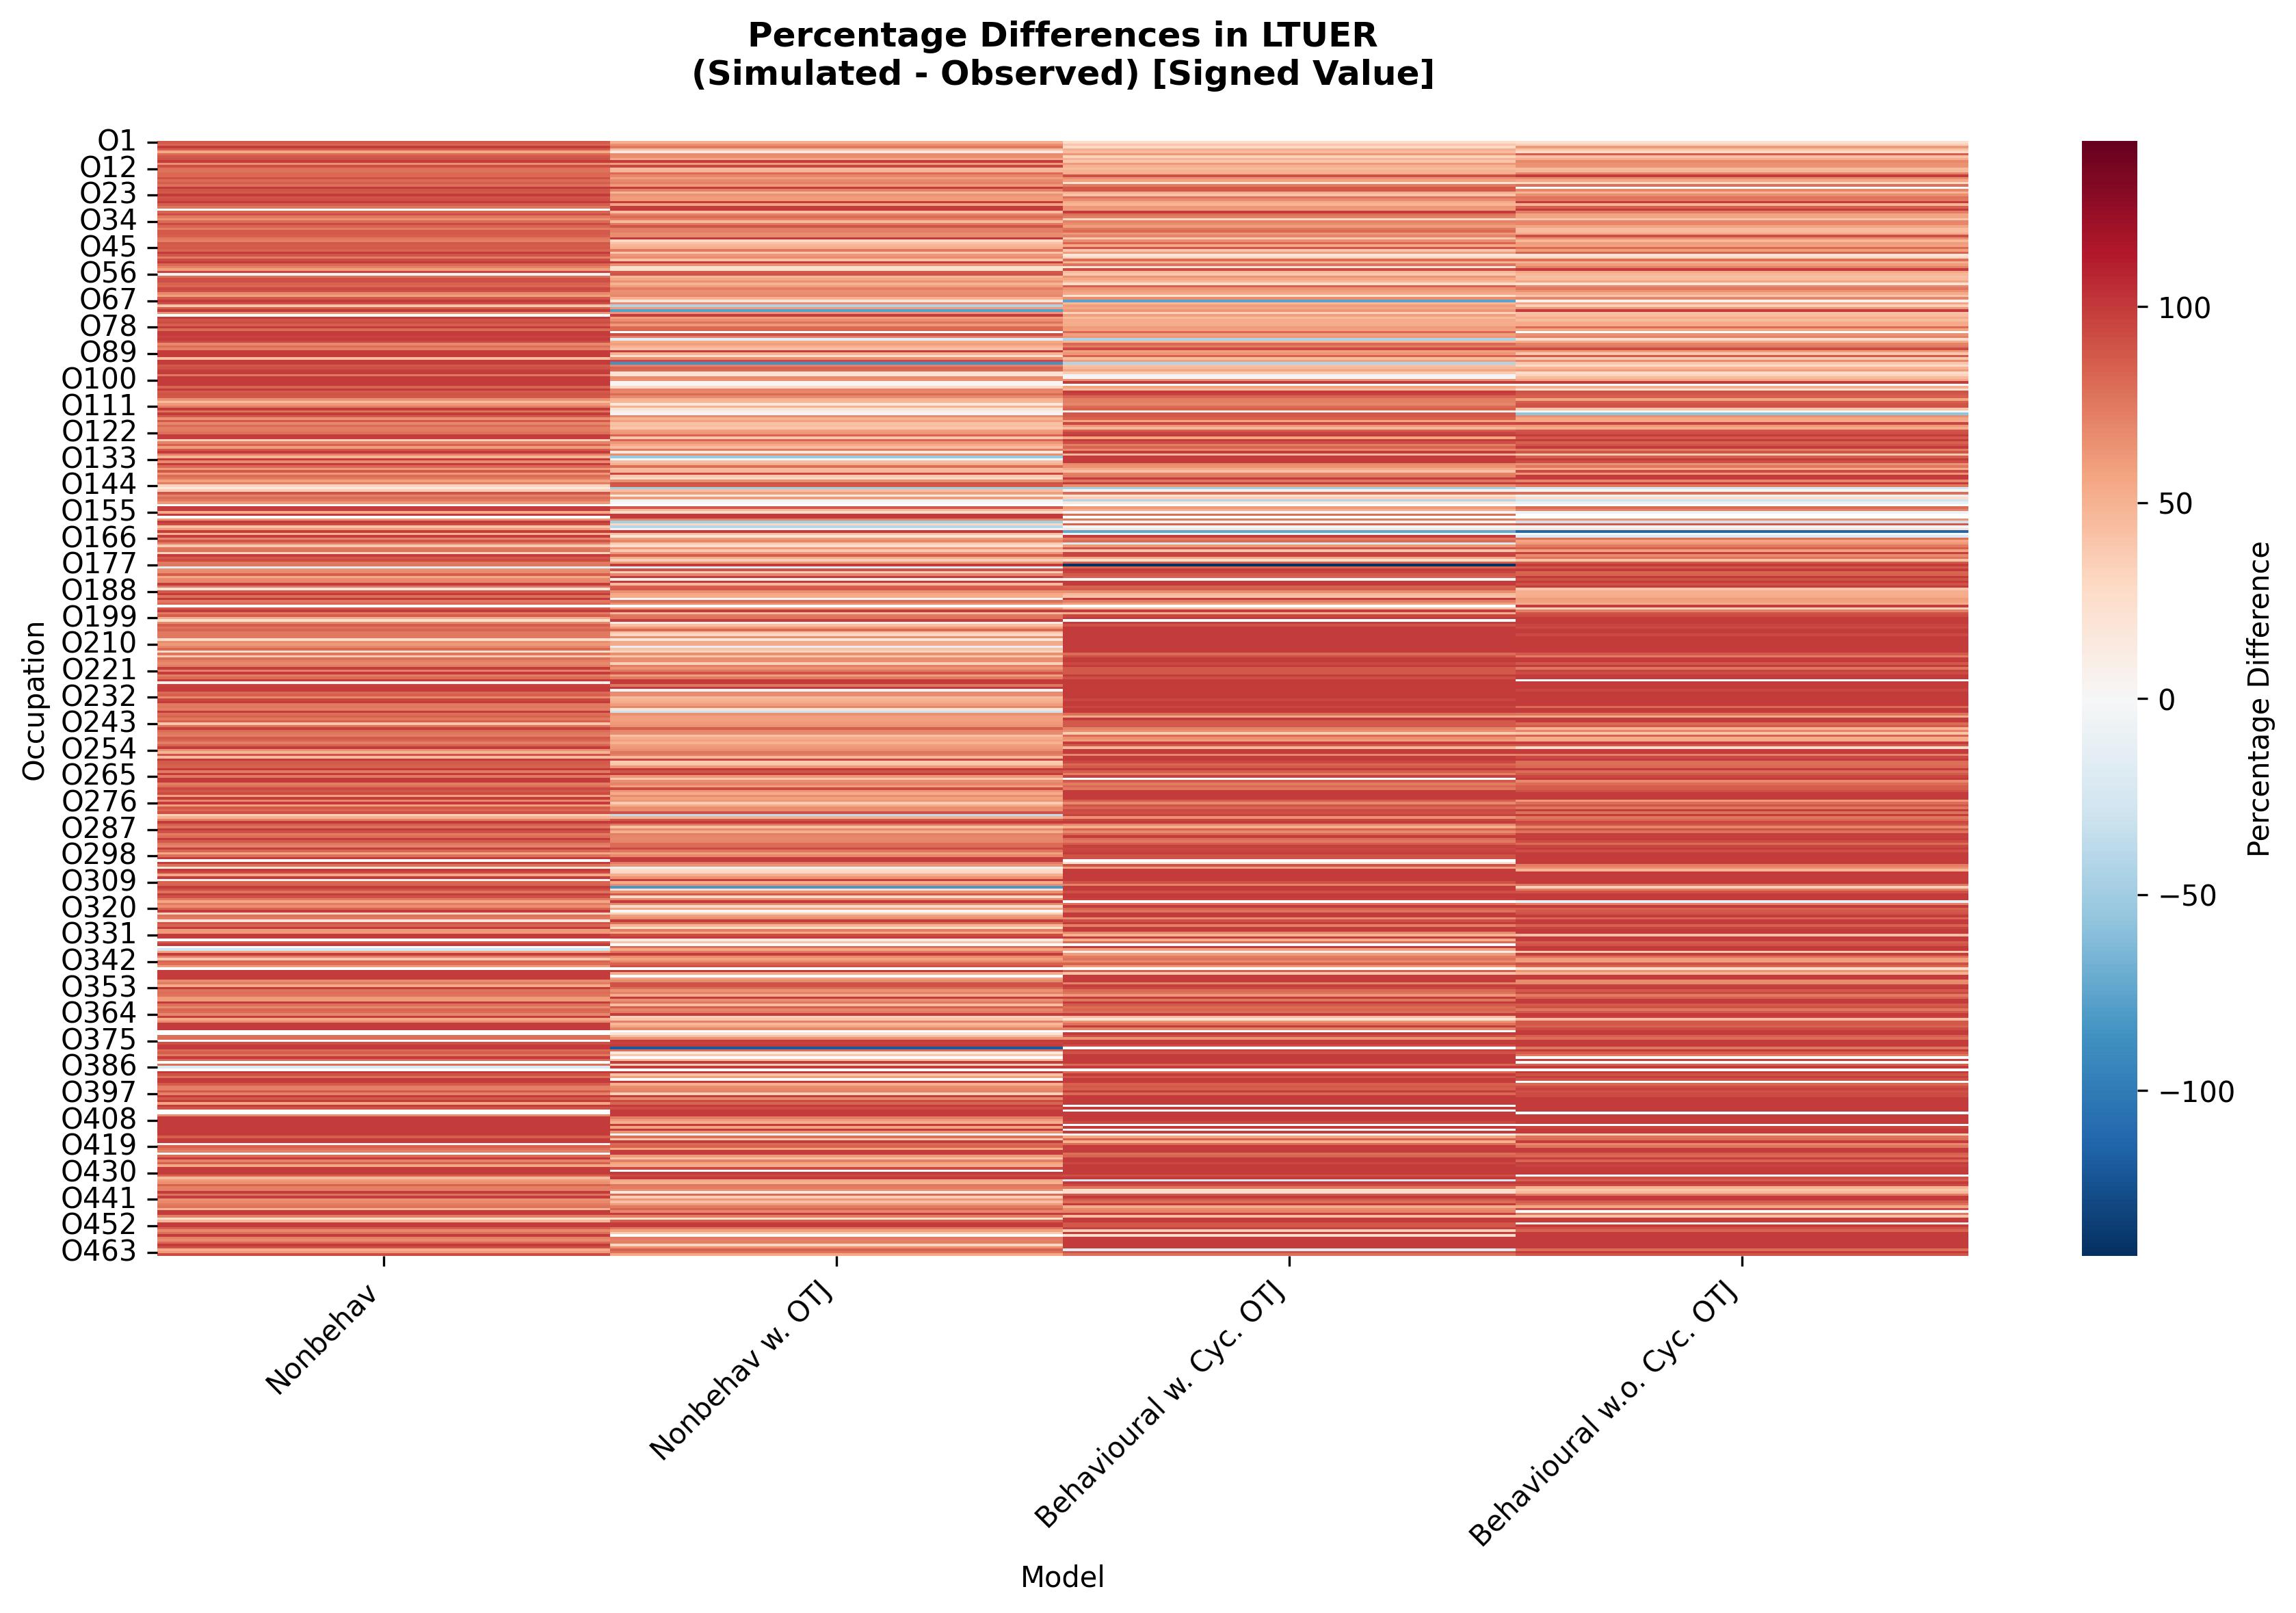 Percentage Differences in LTUER
(Simulated - Observed) [Signed Value]
Occupation
O1
O12
O23
O34
O45
O56
O67
O78
O89
O100
O111
O122
O133
O144
O155
O166
O177
O188
O199
O210
O221
O232
O243
O254
O265
O276
O287
O298
O309
O320
O331
O342
O353
O364
O375
O386
O397
O408
O419
O430
O441
O452
O463
Nonbehav
Nonbehav w. OTJ
Behavioural w. Cyc. OTJ
Behavioural w.o. Cyc. OTJ
Model
100
50
0
−50
−100
Percentage Difference